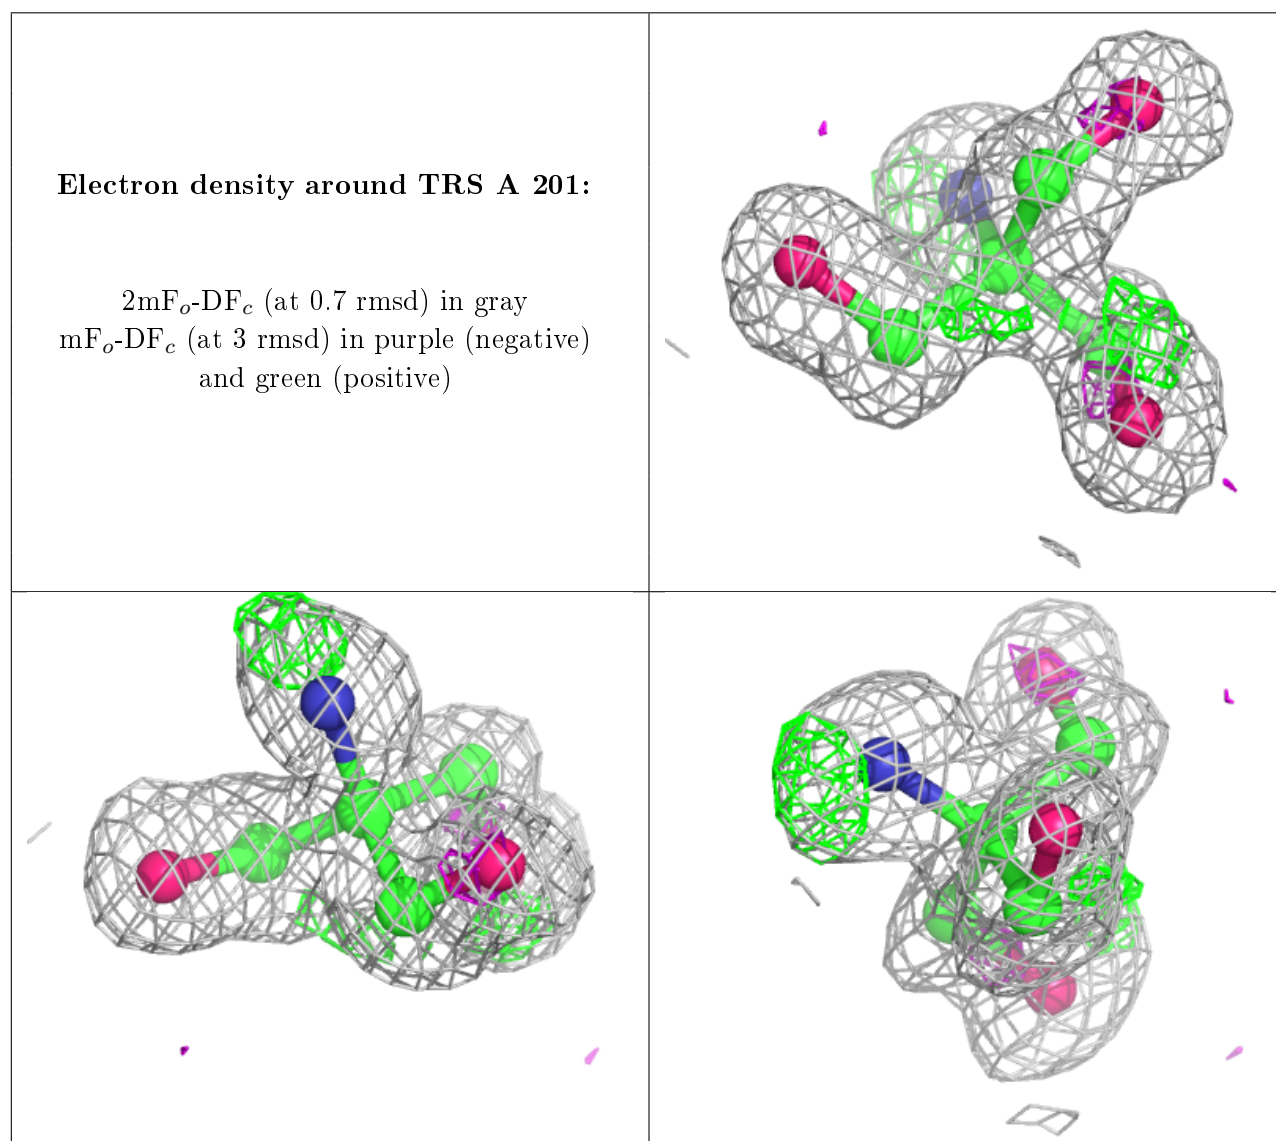 Electron density around TRS A 201:
2mFₒ-DF𝒸 (at 0.7 rmsd) in gray
mFₒ-DF𝒸 (at 3 rmsd) in purple (negative)
and green (positive)